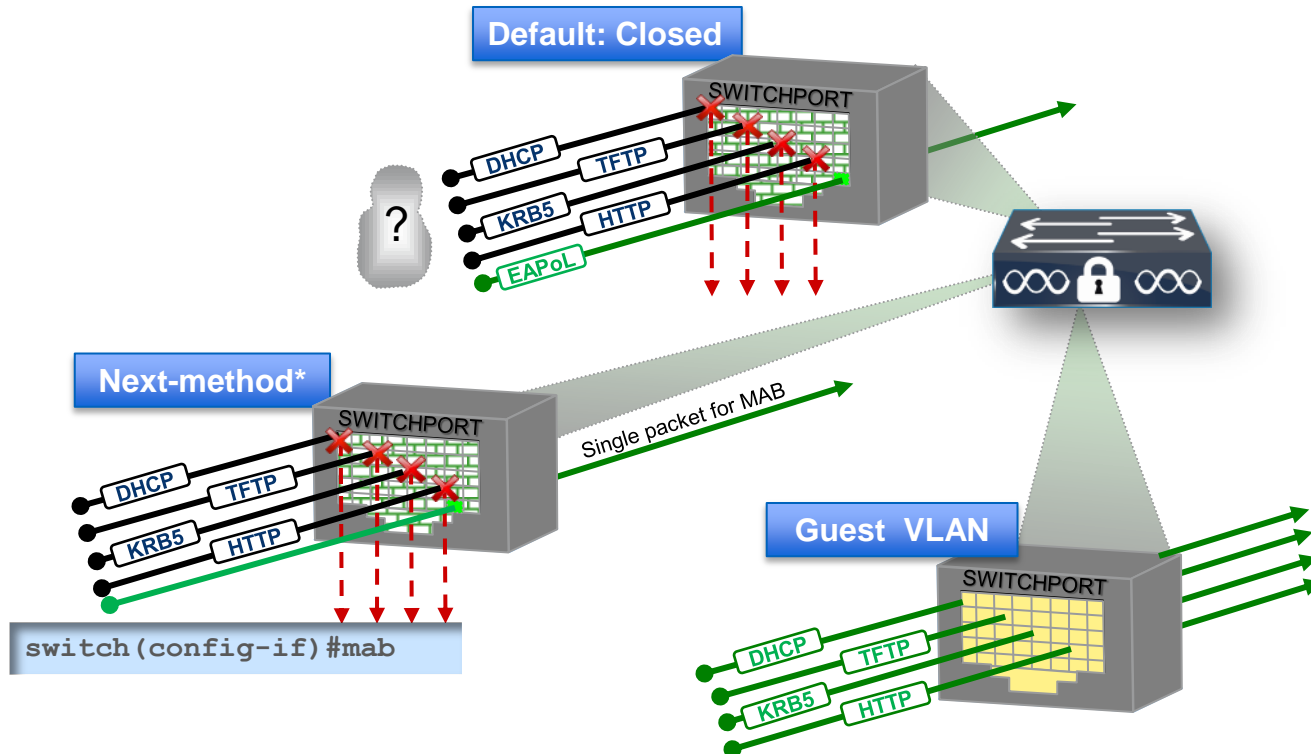 Default: Closed
SWITCHPORT
DHCP
TFTP
KRB5
HTTP
EAPoL
?
Next-method*
SWITCHPORT
DHCP
TFTP
KRB5
HTTP
Single packet for MAB
switch(config-if)#mab
Guest VLAN
SWITCHPORT
DHCP
TFTP
KRB5
HTTP